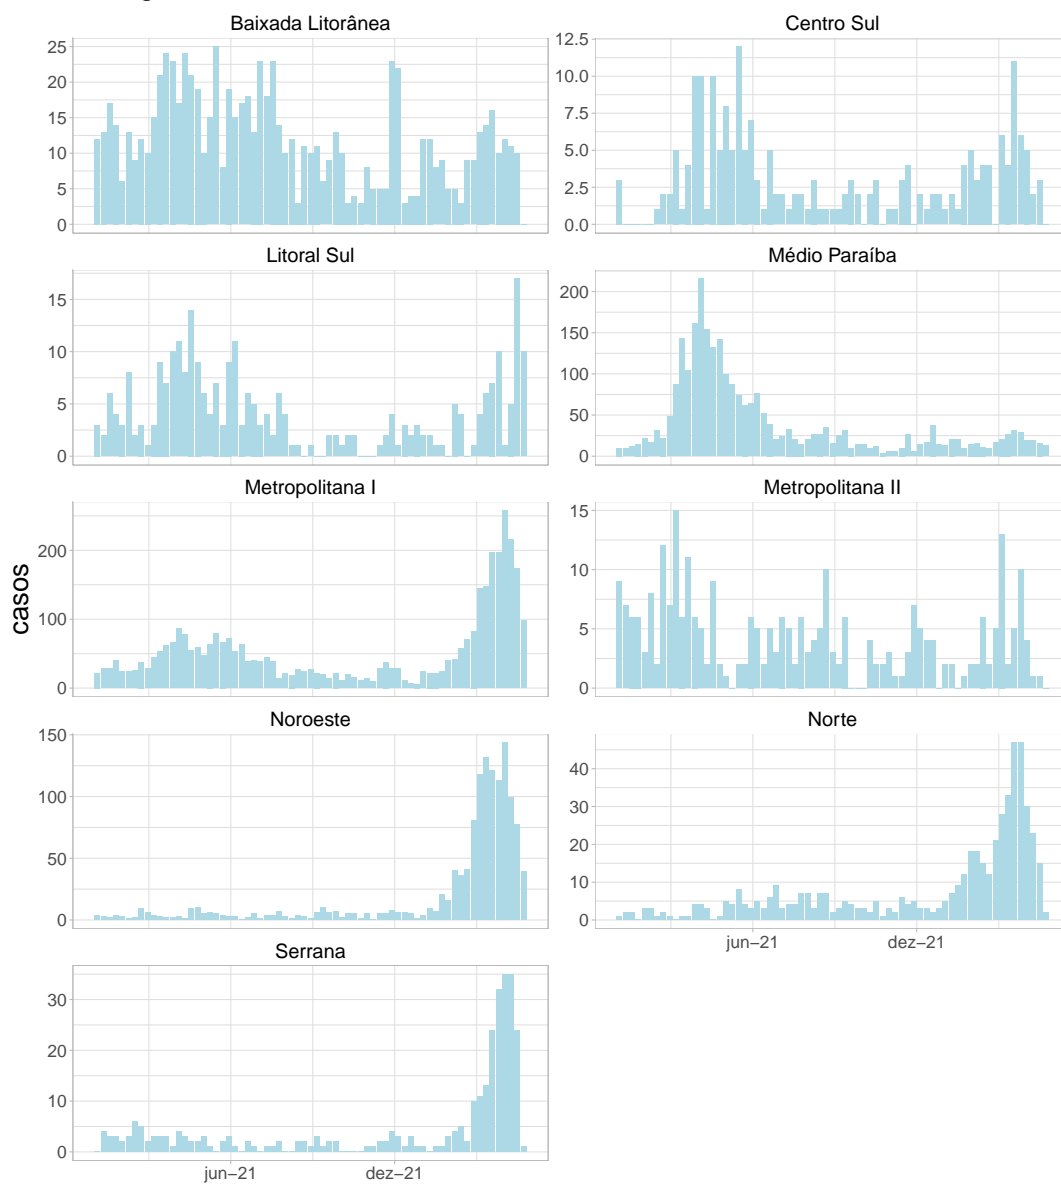 Baixada Litorânea
25
20
15
10
5
0
Centro Sul
12.5
10.0
7.5
5.0
2.5
0.0
Litoral Sul
15
10
5
0
Médio Paraíba
200
150
100
50
0
casos
Metropolitana I
200
100
0
Metropolitana II
15
10
5
0
Noroeste
150
100
50
0
Norte
40
30
20
10
0
jun−21
dez−21
Serrana
30
20
10
0
jun−21
dez−21